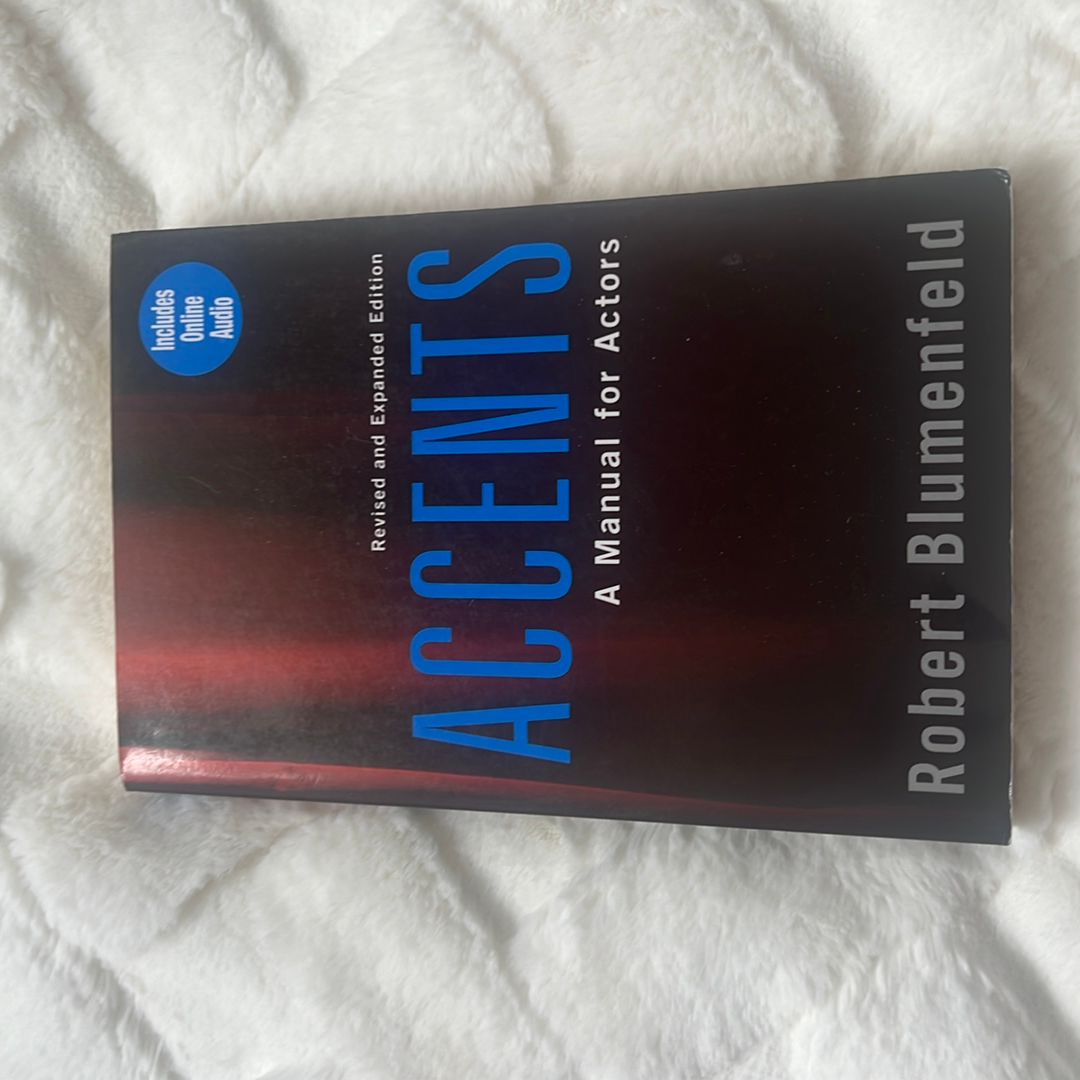 Includes
Online
Audio
Revised and Expanded Edition
ACCENTS
A Manual for Actors
Robert Blumenfeld